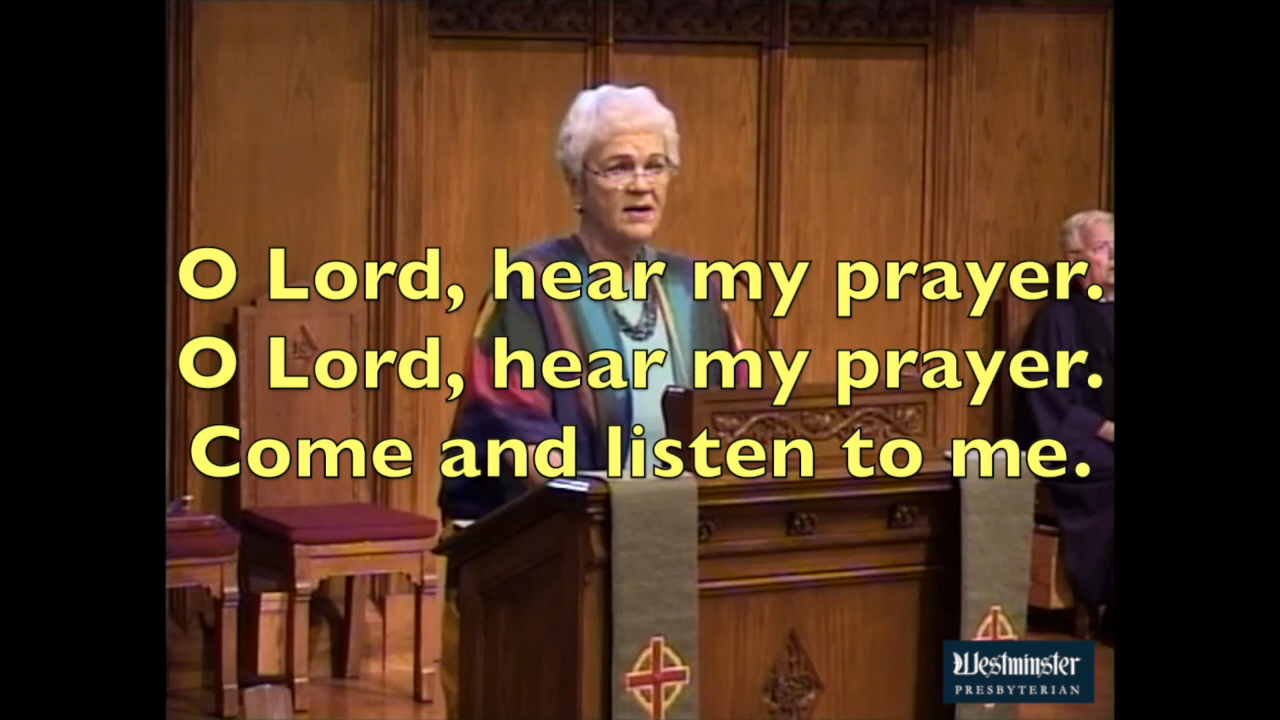 O Lord, hear my prayer.
O Lord, hear my prayer.
Come and listen to me.
Westminster
PRESBYTERIAN